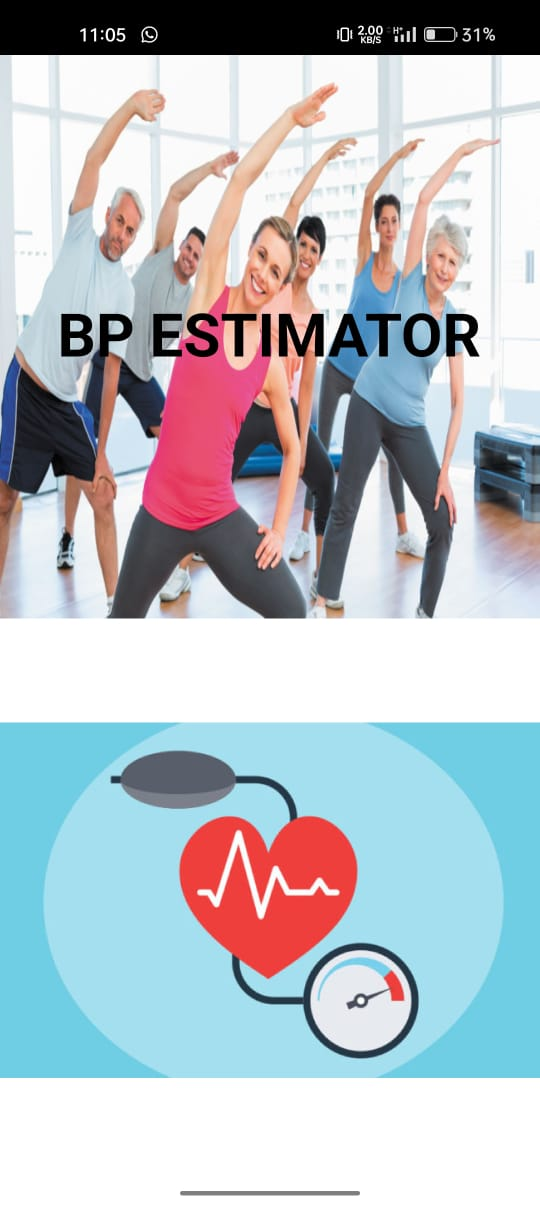 11:05
2.00
KB/S
H+
31%
BP ESTIMATOR